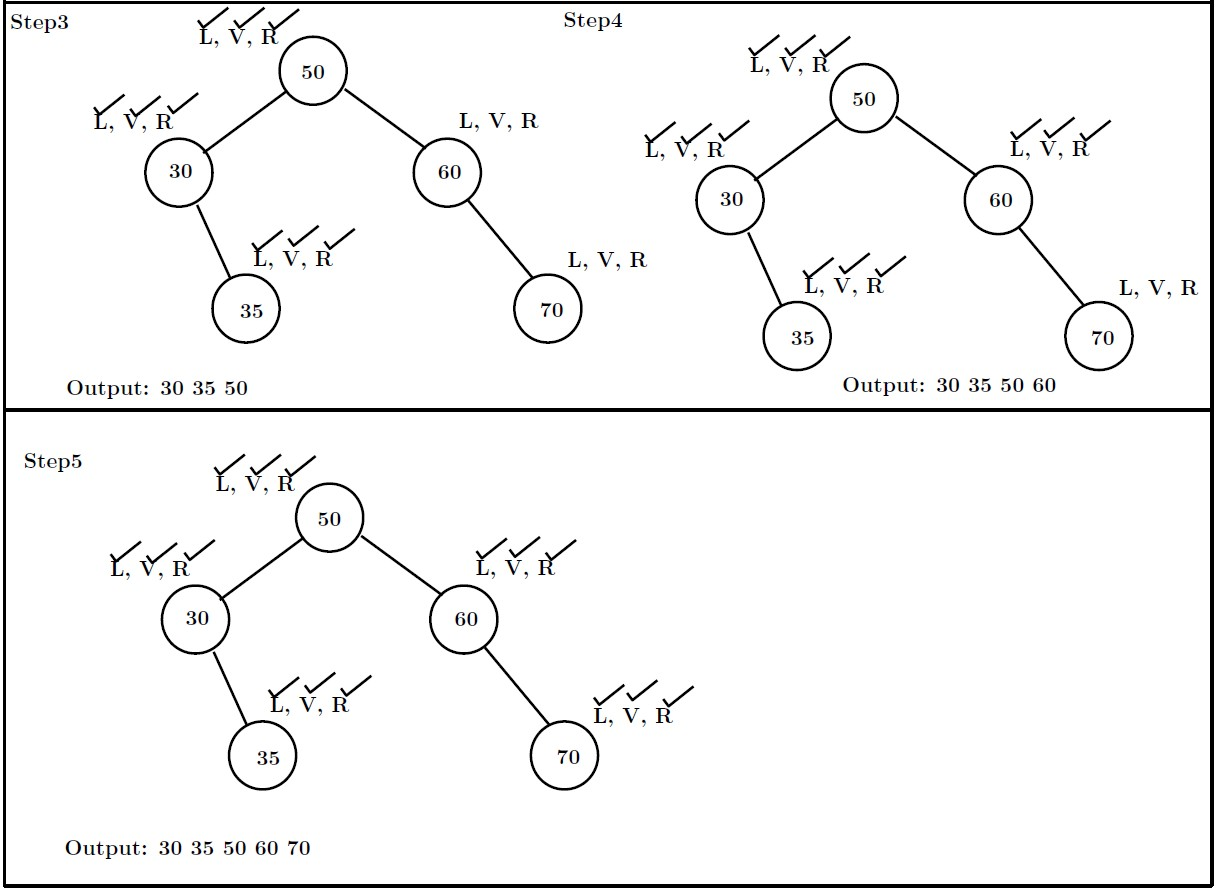 Step3
L, V, R
50
L, V, R
L, V, R
30
60
L, V, R
L, V, R
35
70
Output: 30 35 50
Step4
L, V, R
50
L, V, R
L, V, R
30
60
L, V, R
L, V, R
35
70
Output: 30 35 50 60
Step5
L, V, R
50
L, V, R
L, V, R
30
60
L, V, R
L, V, R
35
70
Output: 30 35 50 60 70